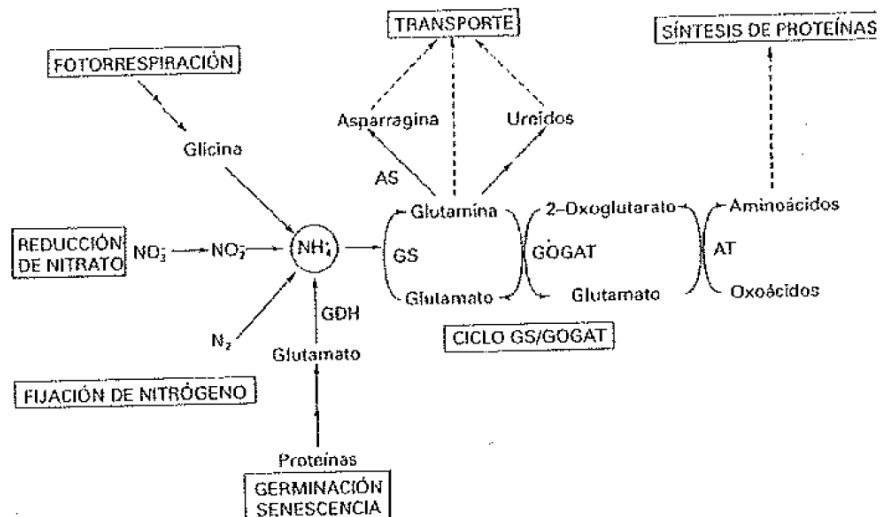 TRANSPORTE
SÍNTESIS DE PROTEÍNAS
FOTORRESPIRACIÓN
Asparragina
Ureidos
Glicina
AS
Glutamina
2-Oxoglutarato
Aminoácidos
REDUCCIÓN
DE NITRATO
NO₃⁻
NO₂⁻
NH₄⁺
GS
GOGAT
AT
Glutamato
Glutamato
Oxoácidos
GDH
N₂
Glutamato
CICLO GS/GOGAT
FIJACIÓN DE NITRÓGENO
Proteínas
GERMINACIÓN
SENESCENCIA